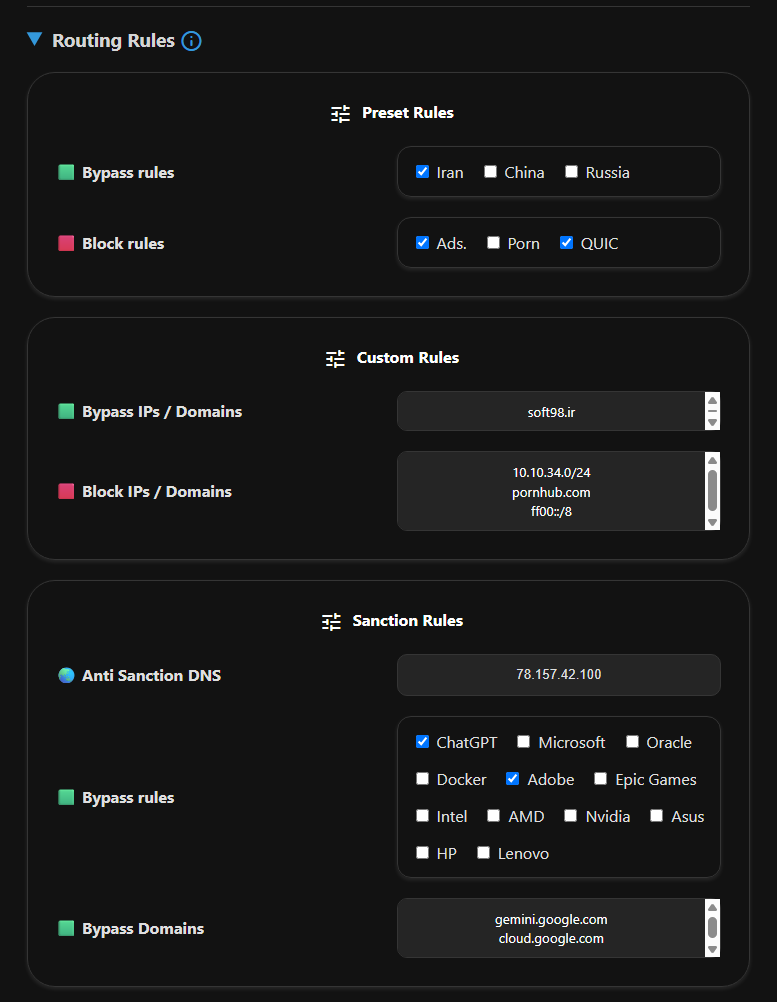 Routing Rules
Preset Rules
Bypass rules
Iran China Russia
Block rules
Ads. Porn QUIC
Custom Rules
Bypass IPs / Domains
soft98.ir
Block IPs / Domains
10.10.34.0/24
pornhub.com
ff00::/8
Sanction Rules
Anti Sanction DNS
78.157.42.100
Bypass rules
ChatGPT Microsoft Oracle
Docker Adobe Epic Games
Intel AMD Nvidia Asus
HP Lenovo
Bypass Domains
gemini.google.com
cloud.google.com